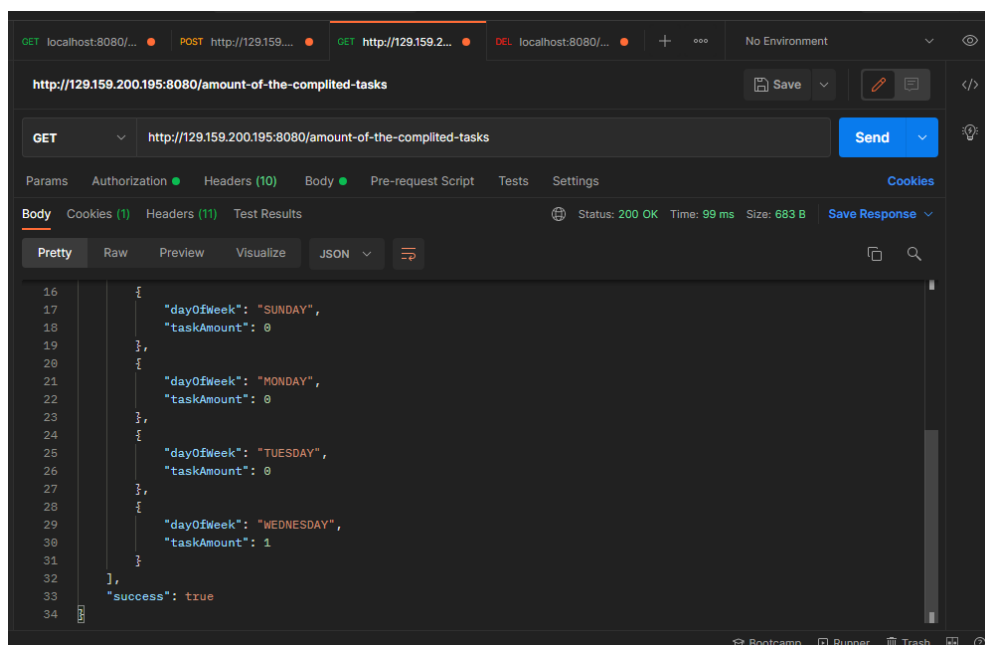 GET localhost:8080/... POST http://129.159.... GET http://129.159.2... DEL localhost:8080/... + ooo No Environment
http://129.159.200.195:8080/amount-of-the-complited-tasks Save
GET http://129.159.200.195:8080/amount-of-the-complited-tasks Send
Params Authorization Headers (10) Body Pre-request Script Tests Settings Cookies
Body Cookies (1) Headers (11) Test Results Status: 200 OK Time: 99 ms Size: 683 B Save Response
Pretty Raw Preview Visualize JSON
16 {
17 "dayOfWeek": "SUNDAY",
18 "taskAmount": 0
19 },
20 {
21 "dayOfWeek": "MONDAY",
22 "taskAmount": 0
23 },
24 {
25 "dayOfWeek": "TUESDAY",
26 "taskAmount": 0
27 },
28 {
29 "dayOfWeek": "WEDNESDAY",
30 "taskAmount": 1
31 }
32 ],
33 "success": true
34 }
Bootcamp Runner Trash